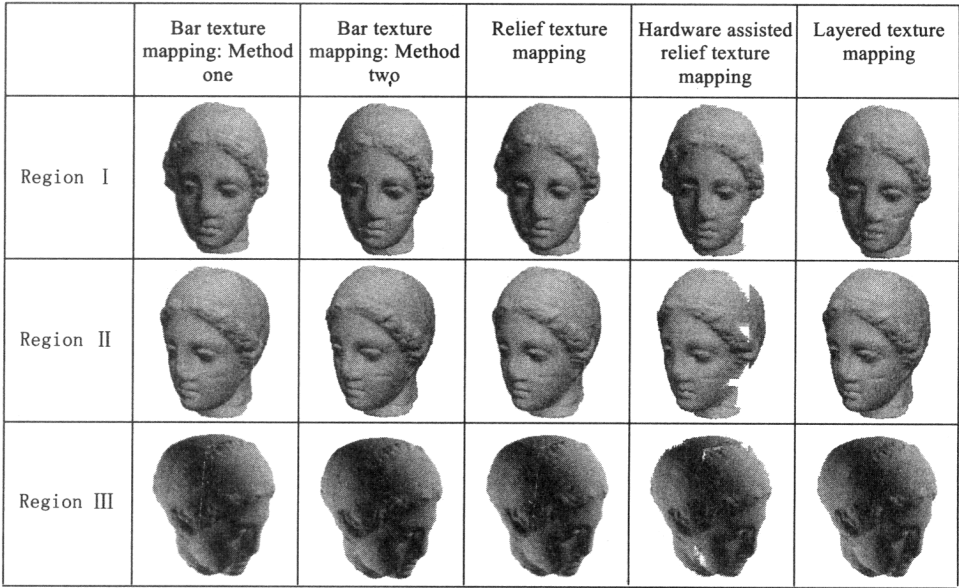 Bar texture
mapping: Method
one
Bar texture
mapping: Method
two
Relief texture
mapping
Hardware assisted
relief texture
mapping
Layered texture
mapping
Region I
Region II
Region III